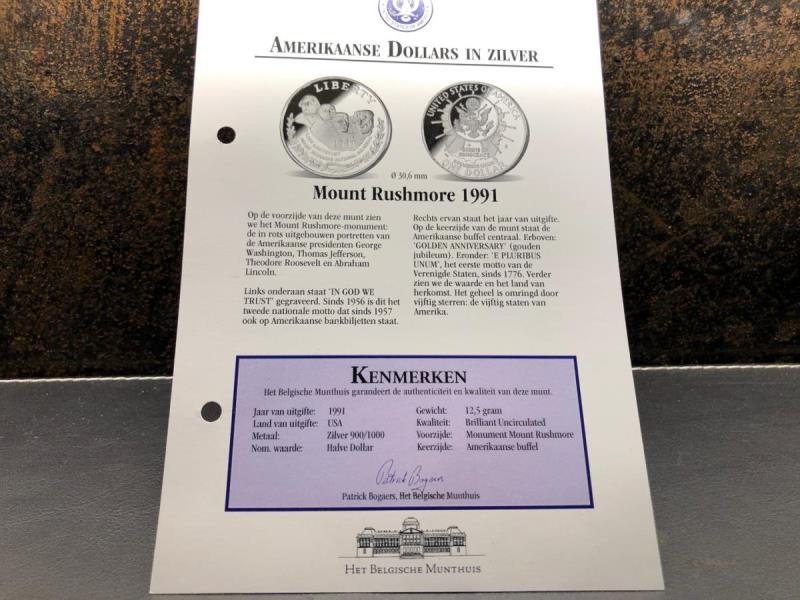 AMERIKAANSE DOLLARS IN ZILVER
LIBERTY
UNITED STATES OF AMERICA
ONE DOLLAR
Ø 30,6 mm
Mount Rushmore 1991
Op de voorzijde van deze munt zien
we het Mount Rushmore-monument:
de in rots uitgehouwen portretten van
de Amerikaanse presidenten George
Washington, Thomas Jefferson,
Theodore Roosevelt en Abraham
Lincoln.
Links onderaan staat 'IN GOD WE
TRUST' gegraveerd. Sinds 1956 is dit het
tweede nationale motto dat sinds 1957
ook op Amerikaanse bankbiljetten staat.
Rechts ervan staat het jaar van uitgifte.
Op de keerzijde van de munt staat de
Amerikaanse buffel centraal. Erboven:
'GOLDEN ANNIVERSARY' (gouden
jubileum). Eronder: 'E PLURIBUS
UNUM', het eerste motto van de
Verenigde Staten, sinds 1776. Verder
zien we de waarde en het land van
herkomst. Het geheel is omringd door
vijftig sterren: de vijftig staten van
Amerika.
KENMERKEN
Het Belgische Munthuis garandeert de authenticiteit en kwaliteit van deze munt.
Jaar van uitgifte: 1991
Land van uitgifte: USA
Metaal: Zilver 900/1000
Nom. waarde: Halve Dollar
Gewicht: 12,5 gram
Kwaliteit: Brilliant Uncirculated
Voorzijde: Monument Mount Rushmore
Keerzijde: Amerikaanse buffel
Patrick Bogaers
Patrick Bogaers, Het Belgische Munthuis
HET BELGISCHE MUNTHUIS